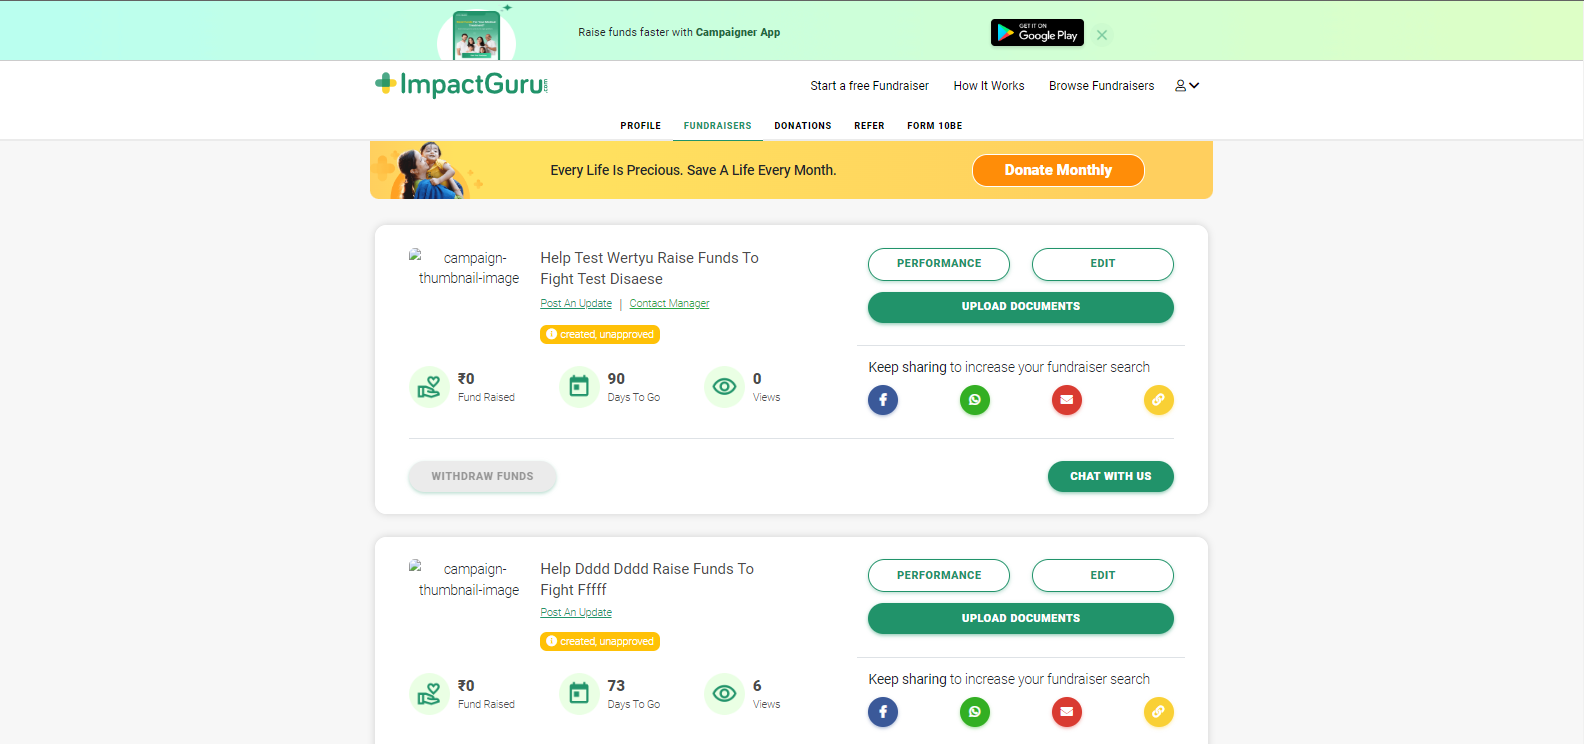 Raise funds faster with Campaigner App
GET IT ON
Google Play
ImpactGuru.com
Start a free Fundraiser
How It Works
Browse Fundraisers
PROFILE
FUNDRAISERS
DONATIONS
REFER
FORM 10BE
Every Life Is Precious. Save A Life Every Month.
Donate Monthly
campaign-
thumbnail-image
Help Test Wertyu Raise Funds To
Fight Test Disaese
Post An Update | Contact Manager
created, unapproved
PERFORMANCE
EDIT
UPLOAD DOCUMENTS
₹0
Fund Raised
90
Days To Go
0
Views
Keep sharing to increase your fundraiser search
WITHDRAW FUNDS
CHAT WITH US
campaign-
thumbnail-image
Help Dddd Dddd Raise Funds To
Fight Fffff
Post An Update
created, unapproved
PERFORMANCE
EDIT
UPLOAD DOCUMENTS
₹0
Fund Raised
73
Days To Go
6
Views
Keep sharing to increase your fundraiser search